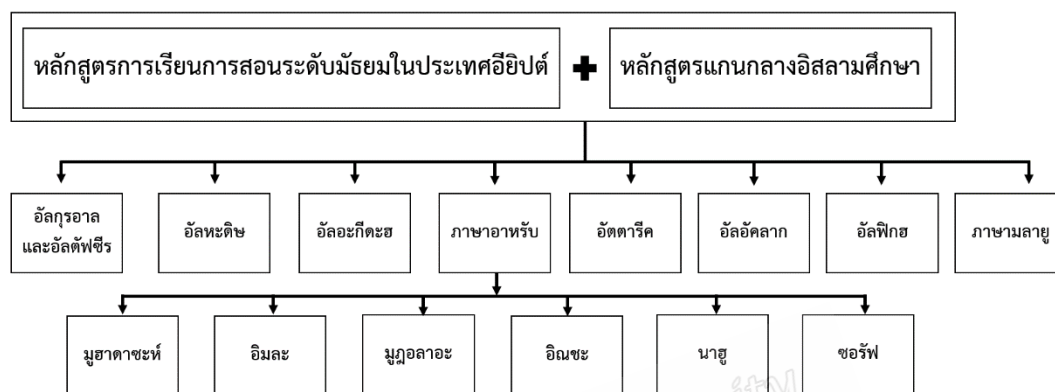 หลักสูตรการเรียนการสอนระดับมัธยมในประเทศอียิปต์ + หลักสูตรแกนกลางอิสลามศึกษา
อัลกุรอาล
และอัลตัฟซีร
อัลหะดิษ
อัลอะกีดะฮ
ภาษาอาหรับ
อัตตารีค
อัลอัคลาก
อัลฟิกฮ
ภาษามลายู
มูฮาดาซะห์
อิมละ
มูฎอลาอะ
อิณชะ
นาฮู
ซอรัฟ